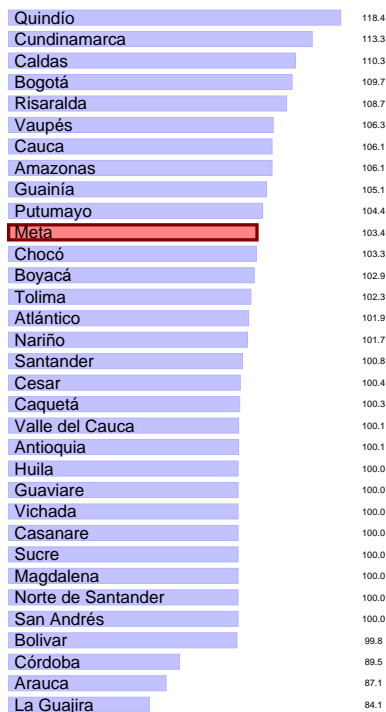 Quindío 118.4
Cundinamarca 113.3
Caldas 110.3
Bogotá 109.7
Risaralda 108.7
Vaupés 106.3
Cauca 106.1
Amazonas 106.1
Guainía 105.1
Putumayo 104.4
Meta 103.4
Chocó 103.3
Boyacá 102.9
Tolima 102.3
Atlántico 101.9
Nariño 101.7
Santander 100.8
Cesar 100.4
Caquetá 100.3
Valle del Cauca 100.1
Antioquia 100.1
Huila 100.0
Guaviare 100.0
Vichada 100.0
Casanare 100.0
Sucre 100.0
Magdalena 100.0
Norte de Santander 100.0
San Andrés 100.0
Bolivar 99.8
Córdoba 89.5
Arauca 87.1
La Guajira 84.1